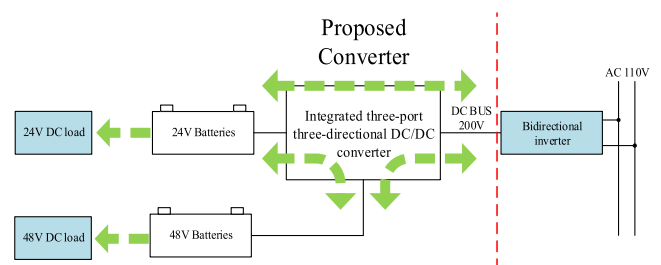 Proposed
Converter
AC 110V
24V DC load
24V Batteries
Integrated three-port
three-directional DC/DC
converter
DC BUS
200V
Bidirectional
inverter
48V DC load
48V Batteries